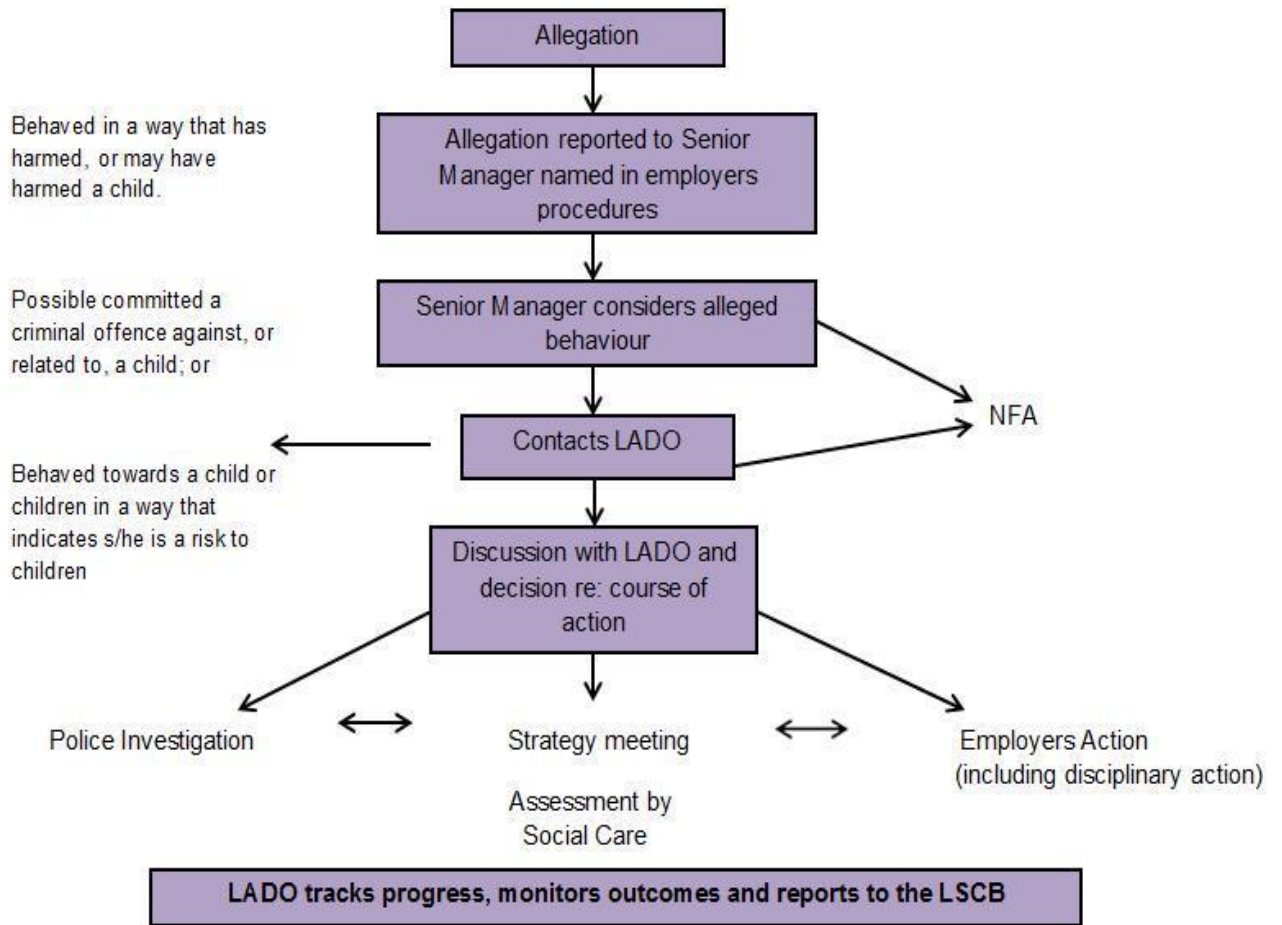 Allegation
Behaved in a way that has
harmed, or may have
harmed a child.
Allegation reported to Senior
Manager named in employers
procedures
Possible committed a
criminal offence against, or
related to, a child; or
Senior Manager considers alleged
behaviour
NFA
Contacts LADO
Behaved towards a child or
children in a way that
indicates s/he is a risk to
children
Discussion with LADO and
decision re: course of
action
Police Investigation
Strategy meeting
Assessment by
Social Care
Employers Action
(including disciplinary action)
LADO tracks progress, monitors outcomes and reports to the LSCB